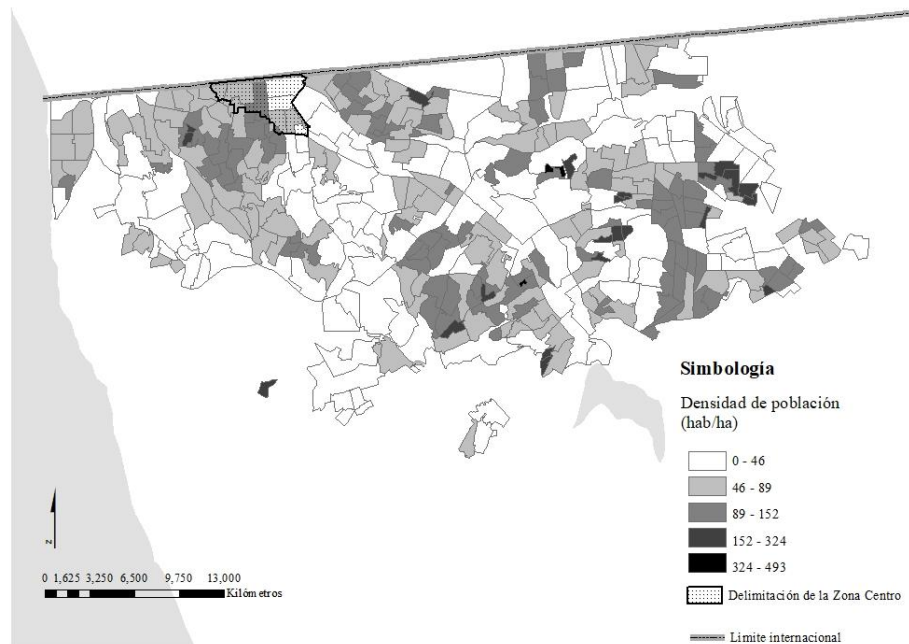 Simbología
Densidad de población
(hab/ha)
0 - 46
46 - 89
89 - 152
152 - 324
324 - 493
Delimitación de la Zona Centro
Limite internacional
N
0 1,625 3,250 6,500 9,750 13,000
Kilómetros